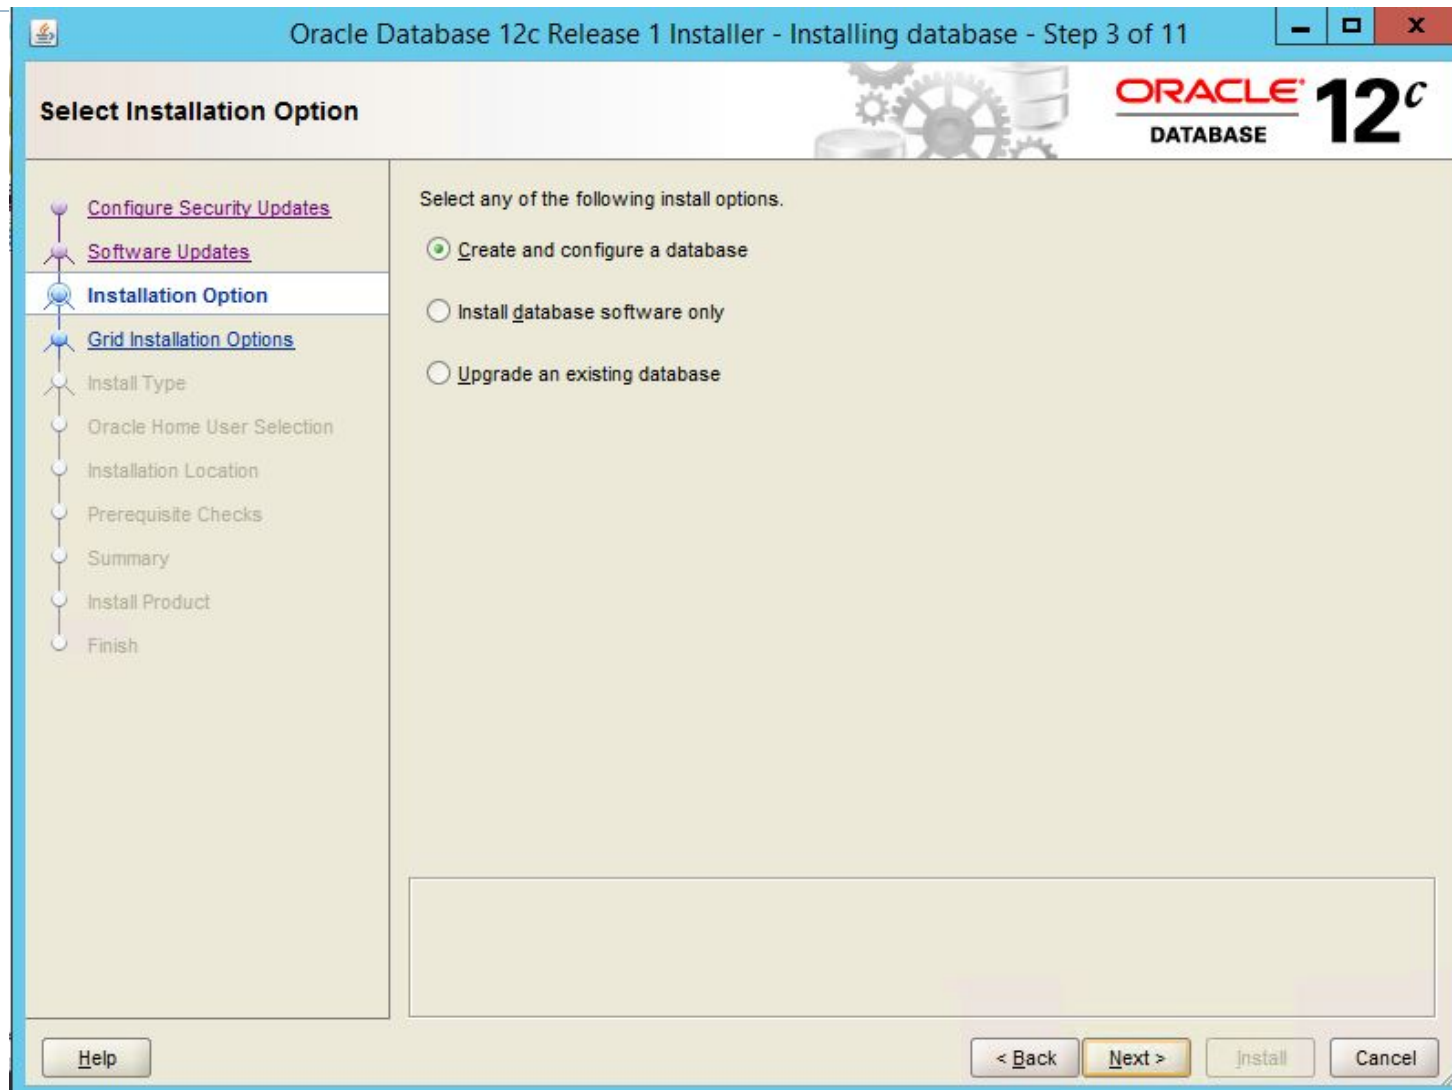 Oracle Database 12c Release 1 Installer - Installing database - Step 3 of 11
Select Installation Option
ORACLE DATABASE 12c
Configure Security Updates
Software Updates
Installation Option
Grid Installation Options
Install Type
Oracle Home User Selection
Installation Location
Prerequisite Checks
Summary
Install Product
Finish
Select any of the following install options.
Create and configure a database
Install database software only
Upgrade an existing database
Help
< Back
Next >
Install
Cancel